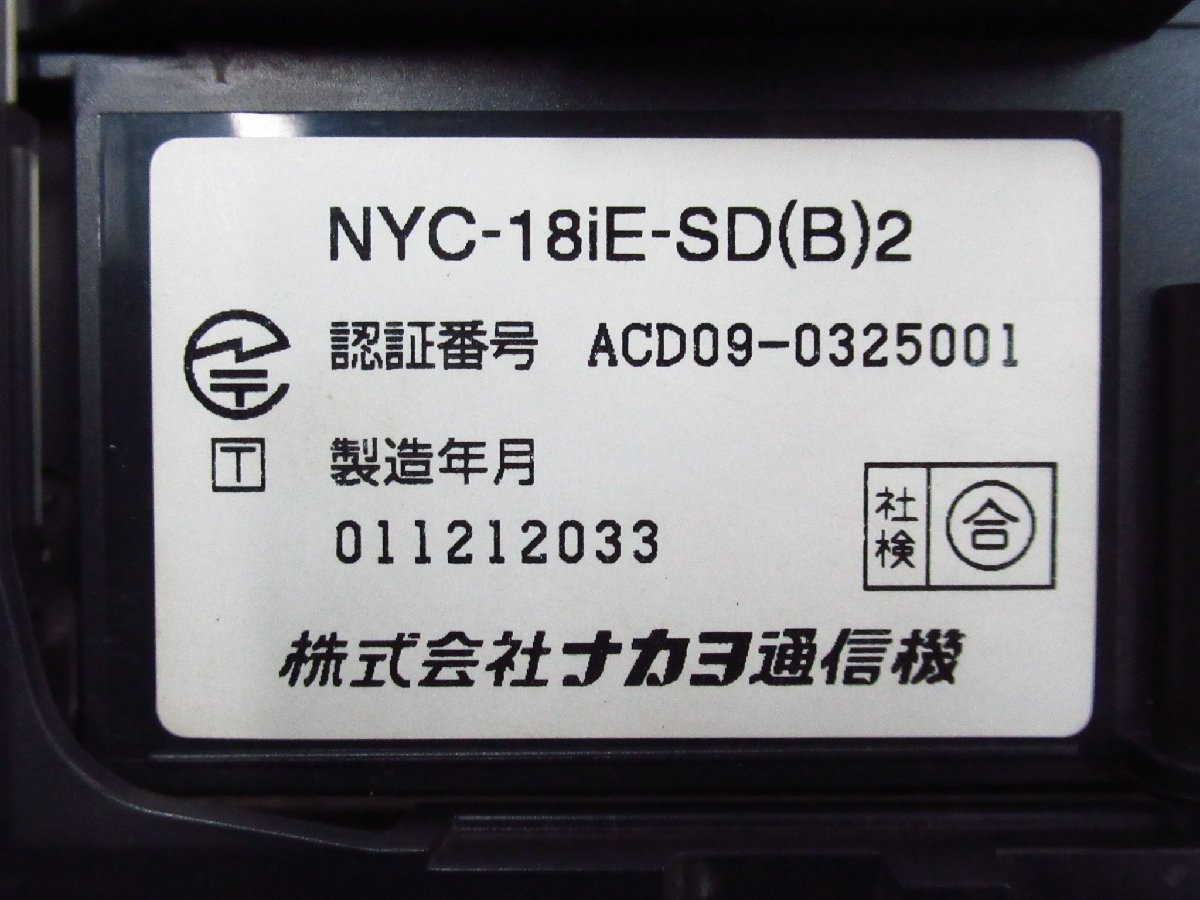 NYC-18iE-SD(B)2
認証番号 ACD09-0325001
T 製造年月
011212033
社検 合
株式会社ナカヨ通信機